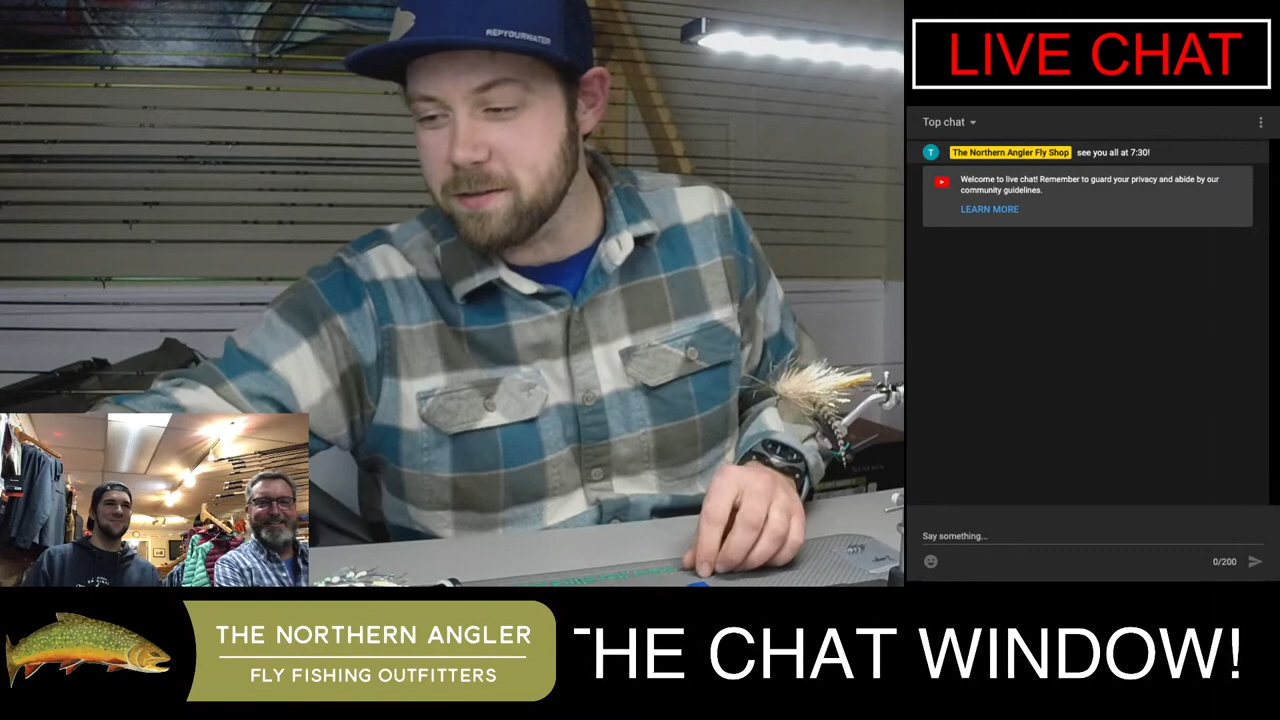 REPYOURWATER
LIVE CHAT
Top chat
T The Northern Angler Fly Shop see you all at 7:30!
Welcome to live chat! Remember to guard your privacy and abide by our
community guidelines.
LEARN MORE
Say something...
0/200
THE NORTHERN ANGLER
FLY FISHING OUTFITTERS
THE CHAT WINDOW!